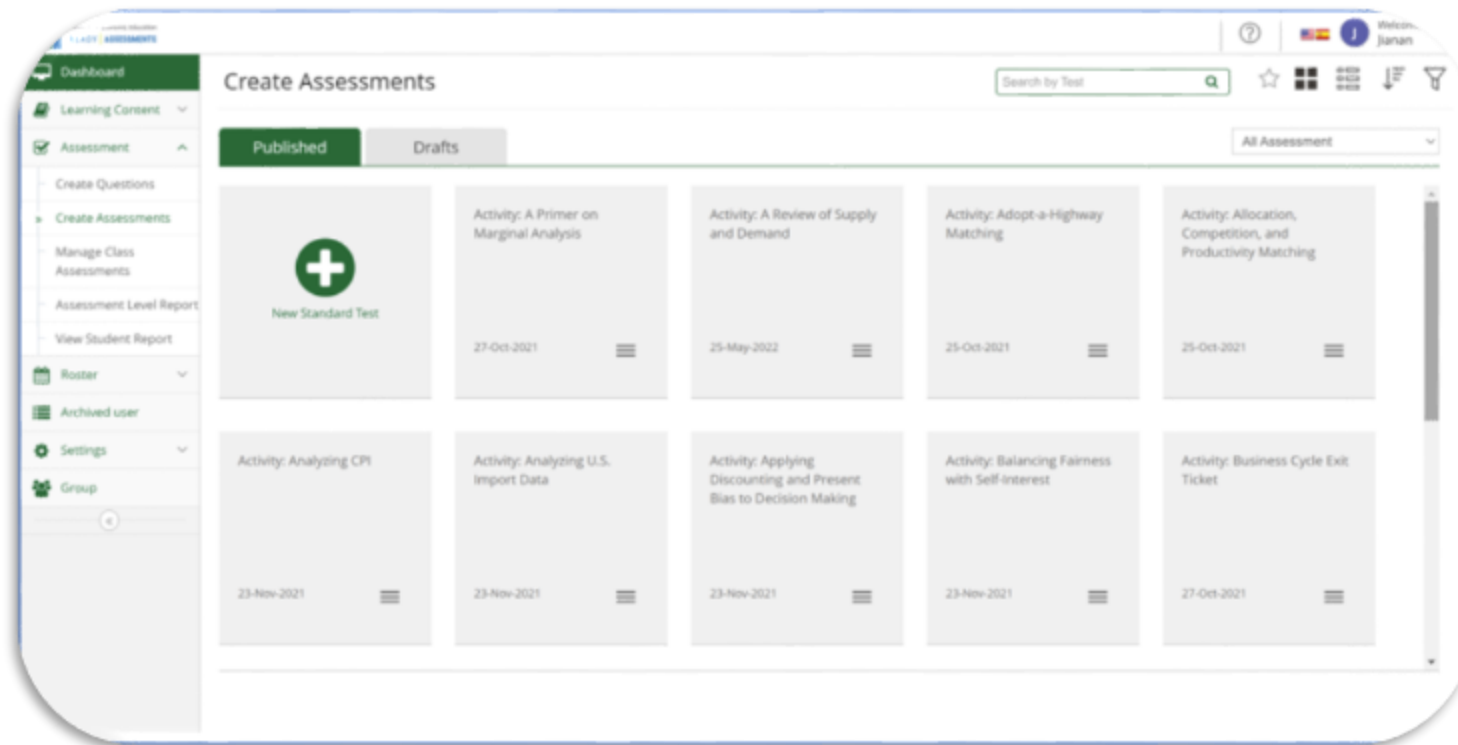 ASSESSMENTS
Welcome
Jianan
Dashboard
Learning Content
Assessment
Create Questions
Create Assessments
Manage Class
Assessments
Assessment Level Report
View Student Report
Roster
Archived user
Settings
Group
Create Assessments
Search by Test
Published
Drafts
All Assessment
New Standard Test
Activity: A Primer on
Marginal Analysis
27-Oct-2021
Activity: A Review of Supply
and Demand
25-May-2022
Activity: Adopt-a-Highway
Matching
25-Oct-2021
Activity: Allocation,
Competition, and
Productivity Matching
25-Oct-2021
Activity: Analyzing CPI
23-Nov-2021
Activity: Analyzing U.S.
Import Data
23-Nov-2021
Activity: Applying
Discounting and Present
Bias to Decision Making
23-Nov-2021
Activity: Balancing Fairness
with Self-Interest
23-Nov-2021
Activity: Business Cycle Exit
Ticket
27-Oct-2021